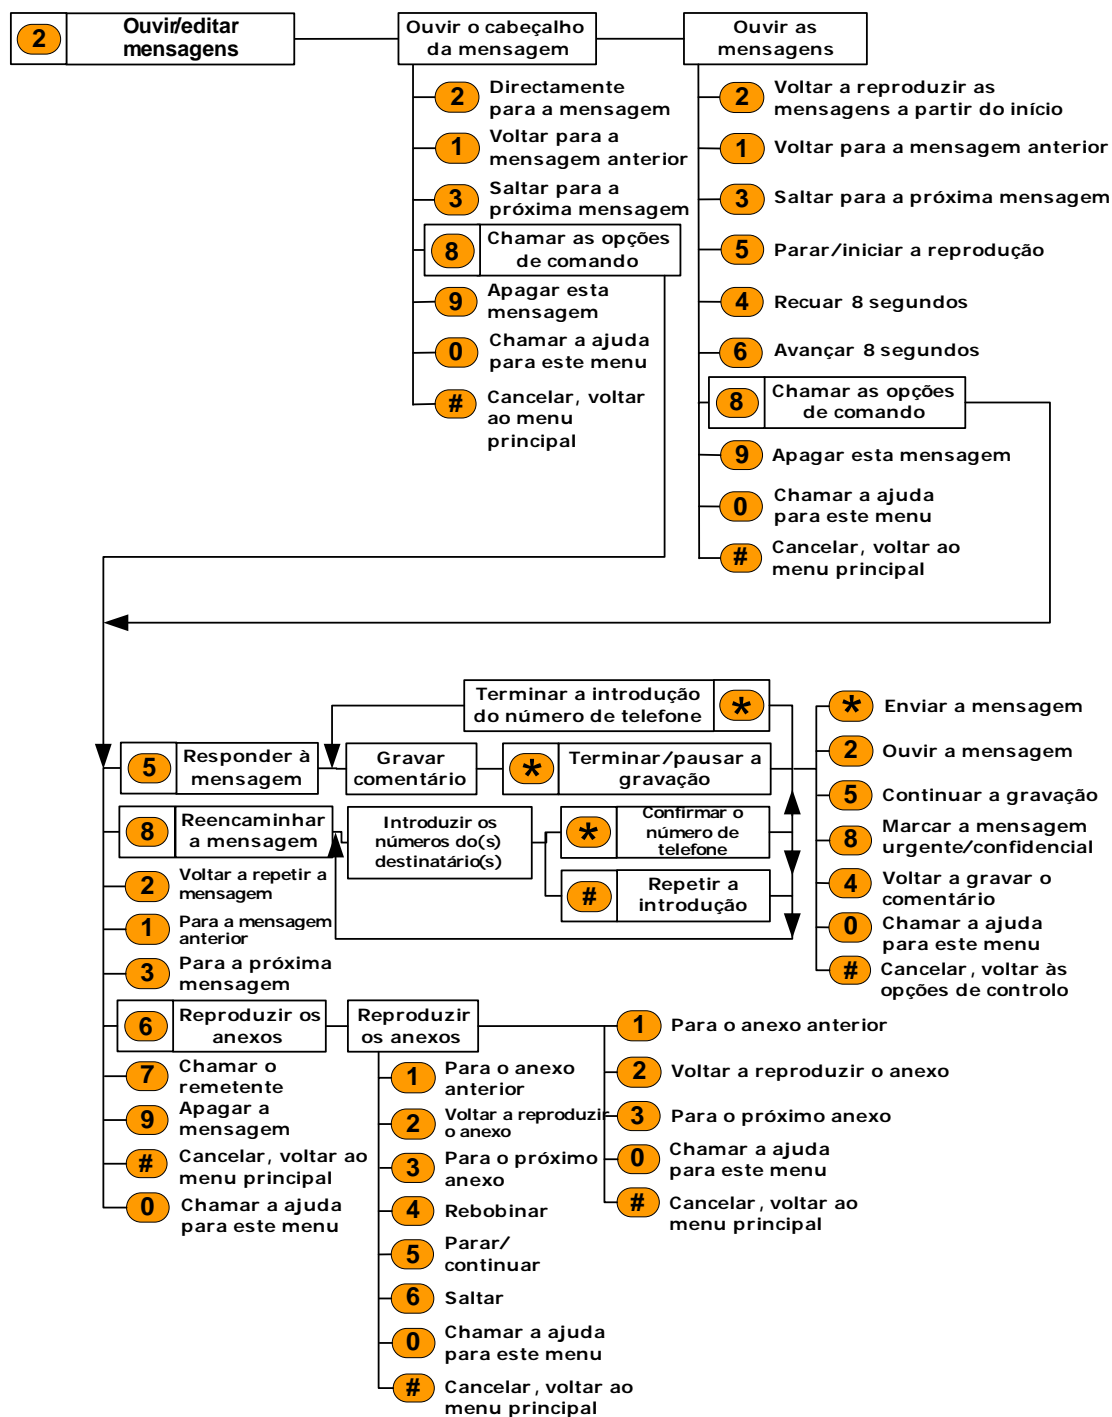 2
Ouvir/editar
mensagens
Ouvir o cabeçalho
da mensagem
2
Directamente
para a mensagem
1
Voltar para a
mensagem anterior
3
Saltar para a
próxima mensagem
8
Chamar as opções
de comando
9
Apagar esta
mensagem
0
Chamar a ajuda
para este menu
#
Cancelar, voltar
ao menu
principal
Ouvir as
mensagens
2
Voltar a reproduzir as
mensagens a partir do início
1
Voltar para a mensagem anterior
3
Saltar para a próxima mensagem
5
Parar/iniciar a reprodução
4
Recuar 8 segundos
6
Avançar 8 segundos
8
Chamar as opções
de comando
9
Apagar esta mensagem
0
Chamar a ajuda
para este menu
#
Cancelar, voltar ao
menu principal
Terminar a introdução
do número de telefone
*
5
Responder à
mensagem
Gravar
comentário
*
Terminar/pausar a
gravação
8
Reencaminhar
a mensagem
Introduzir os
números do(s)
destinatário(s)
*
Confirmar o
número de
telefone
#
Repetir a
introdução
*
Enviar a mensagem
2
Ouvir a mensagem
5
Continuar a gravação
8
Marcar a mensagem
urgente/confidencial
4
Voltar a gravar o
comentário
0
Chamar a ajuda
para este menu
#
Cancelar, voltar às
opções de controlo
2
Voltar a repetir a
mensagem
1
Para a mensagem
anterior
3
Para a próxima
mensagem
6
Reproduzir os
anexos
7
Chamar o
remetente
9
Apagar a
mensagem
#
Cancelar, voltar ao
menu principal
0
Chamar a ajuda
para este menu
Reproduzir
os anexos
1
Para o anexo
anterior
2
Voltar a reproduzir
o anexo
3
Para o próximo
anexo
4
Rebobinar
5
Parar/
continuar
6
Saltar
0
Chamar a ajuda
para este menu
#
Cancelar, voltar ao
menu principal
1
Para o anexo anterior
2
Voltar a reproduzir o anexo
3
Para o próximo anexo
0
Chamar a ajuda
para este menu
#
Cancelar, voltar ao
menu principal